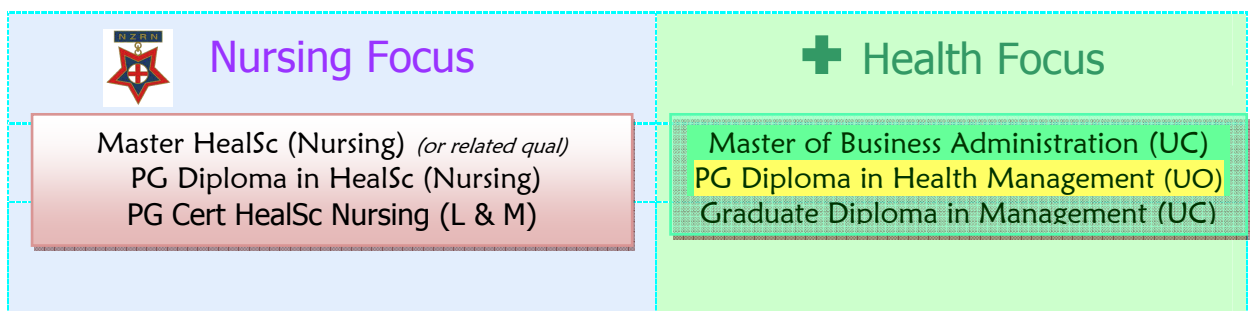 NZRN
Nursing Focus
Health Focus
Master HealSc (Nursing) (or related qual)
PG Diploma in HealSc (Nursing)
PG Cert HealSc Nursing (L & M)
Master of Business Administration (UC)
PG Diploma in Health Management (UO)
Graduate Diploma in Management (UC)